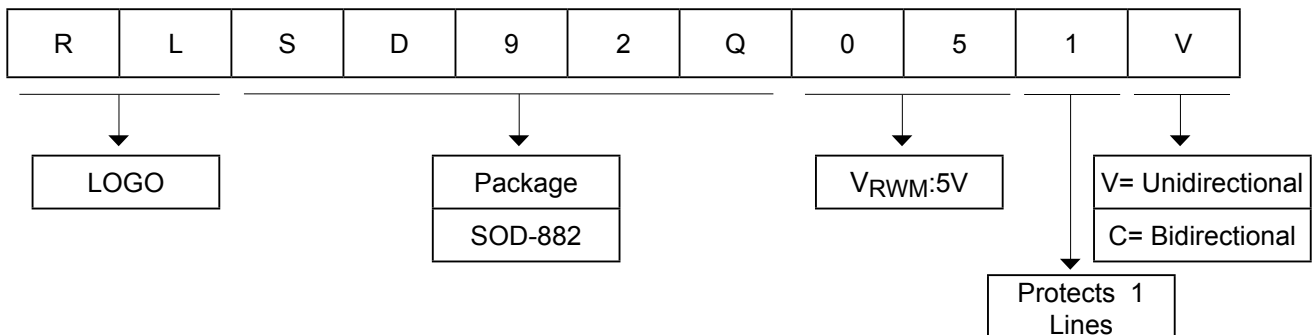 R L S D 9 2 Q 0 5 1 V
LOGO
Package
SOD-882
VRWM:5V
V= Unidirectional
C= Bidirectional
Protects 1
Lines